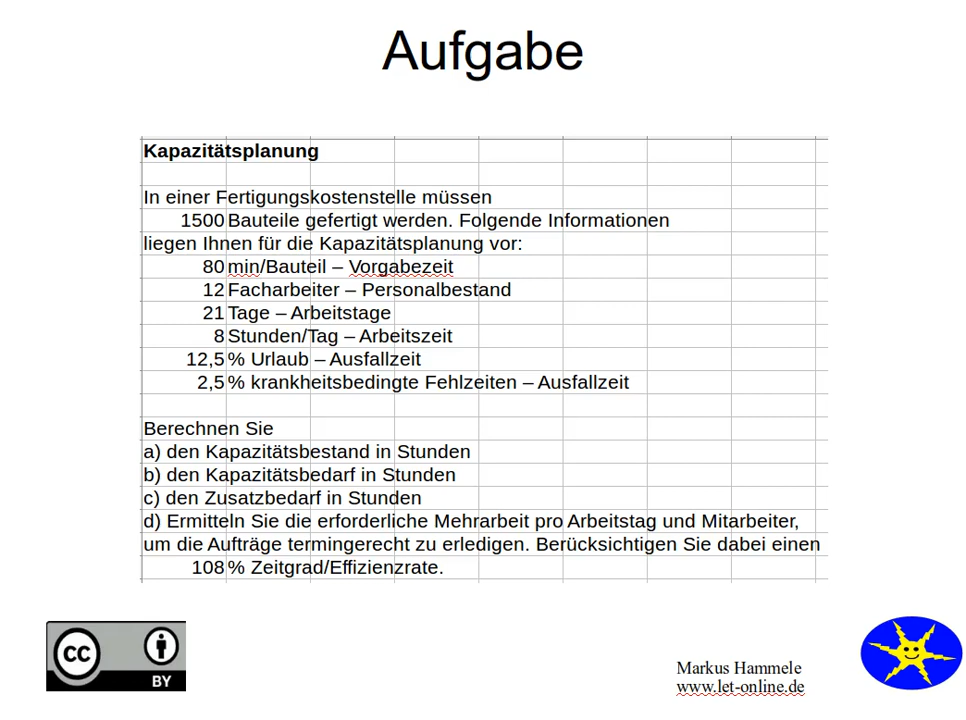 Aufgabe
Kapazitätsplanung
In einer Fertigungskostenstelle müssen
1500 Bauteile gefertigt werden. Folgende Informationen
liegen Ihnen für die Kapazitätsplanung vor:
80 min/Bauteil – Vorgabezeit
12 Facharbeiter – Personalbestand
21 Tage – Arbeitstage
8 Stunden/Tag – Arbeitszeit
12,5 % Urlaub – Ausfallzeit
2,5 % krankheitsbedingte Fehlzeiten – Ausfallzeit
Berechnen Sie
a) den Kapazitätsbestand in Stunden
b) den Kapazitätsbedarf in Stunden
c) den Zusatzbedarf in Stunden
d) Ermitteln Sie die erforderliche Mehrarbeit pro Arbeitstag und Mitarbeiter,
um die Aufträge termingerecht zu erledigen. Berücksichtigen Sie dabei einen
108 % Zeitgrad/Effizienzrate.
CC
BY
Markus Hammele
www.let-online.de